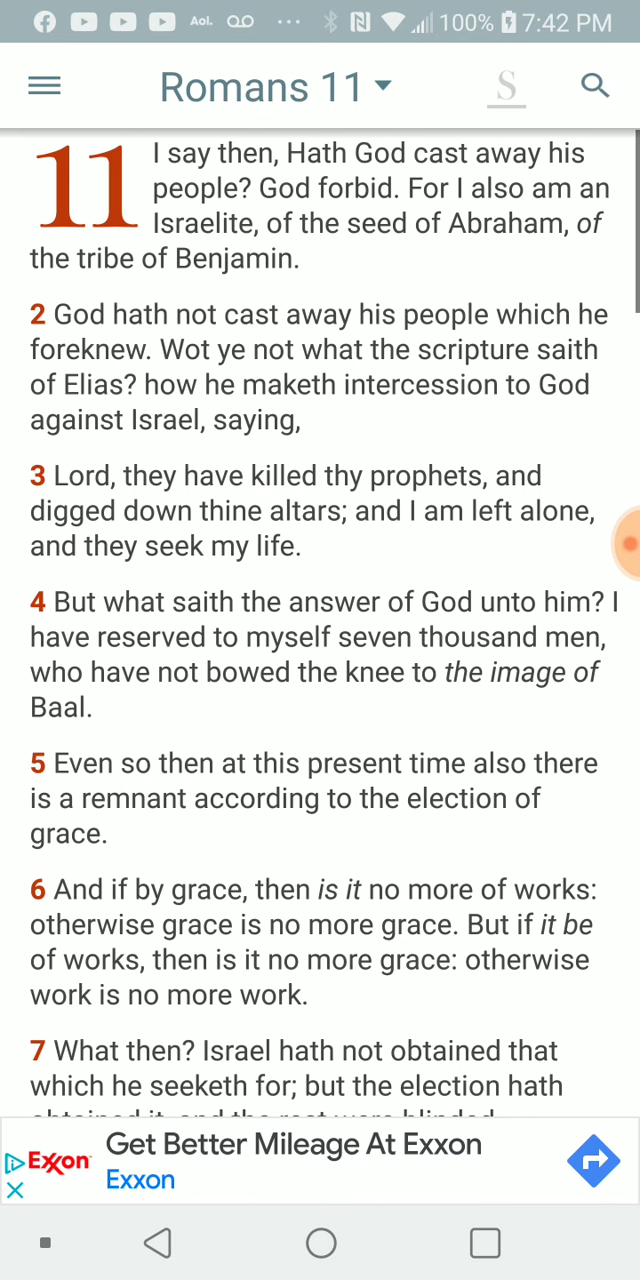 Aol. ... 100% 7:42 PM
Romans 11 S
11 I say then, Hath God cast away his
people? God forbid. For I also am an
Israelite, of the seed of Abraham, of
the tribe of Benjamin.
2 God hath not cast away his people which he
foreknew. Wot ye not what the scripture saith
of Elias? how he maketh intercession to God
against Israel, saying,
3 Lord, they have killed thy prophets, and
digged down thine altars; and I am left alone,
and they seek my life.
4 But what saith the answer of God unto him? I
have reserved to myself seven thousand men,
who have not bowed the knee to the image of
Baal.
5 Even so then at this present time also there
is a remnant according to the election of
grace.
6 And if by grace, then is it no more of works:
otherwise grace is no more grace. But if it be
of works, then is it no more grace: otherwise
work is no more work.
7 What then? Israel hath not obtained that
which he seeketh for; but the election hath
obtained it, and the rest were blinded
Exxon Get Better Mileage At Exxon
Exxon